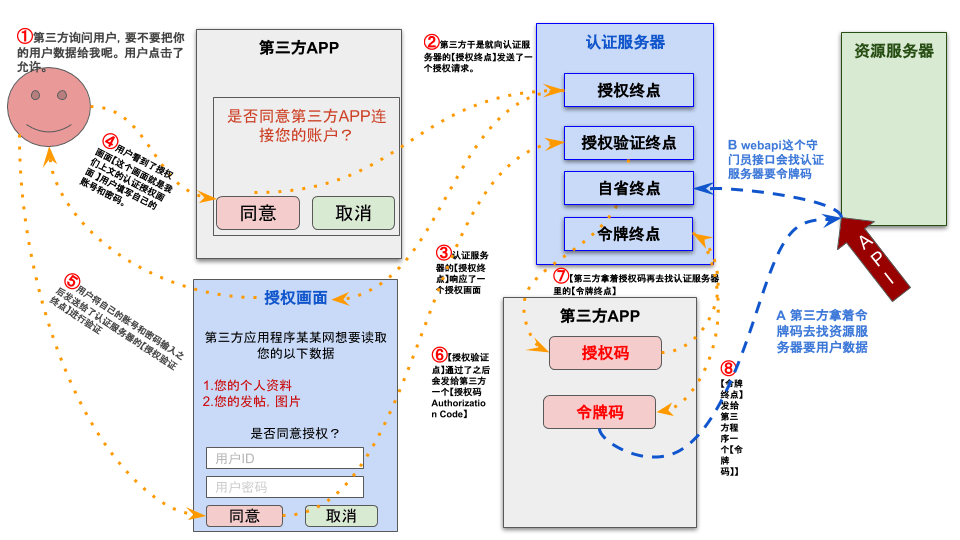 ①第三方询问用户，要不要把你
的用户数据给我呢。用户点击了
允许。
第三方APP
是否同意第三方APP连
接您的账户？
同意
取消
②第三方于是就向认证服
务器的【授权终点】发送了一
个授权请求。
认证服务器
授权终点
授权验证终点
自省终点
令牌终点
资源服务器
B webapi这个守
门员接口会找认证
服务器要令牌码
API
A 第三方拿着令
牌码去找资源服
务器要用户数据
④用户看到了授权
画面【这个画面就是我
们上文的认证授权画
面】用户填写自己的
账号和密码。
③认证服务
器的【授权终
点】响应了一
个授权画面
⑤用户将自己的账号和密码输入之
后发送给了认证服务器的【授权验证
终点】进行验证
授权画面
第三方应用程序某某网想要读取
您的以下数据
1.您的个人资料
2.您的发帖，图片
是否同意授权？
用户ID
用户密码
同意
取消
⑥【授权验证
点】通过了之后
会发给第三方
一个【授权码
Authorizatio
n Code】
⑦【第三方拿着授权码再去找认证服务器
里的【令牌终点】
第三方APP
授权码
令牌码
⑧
【令牌
终点】
发给
第三
方程
序一
个【令
牌
码】】